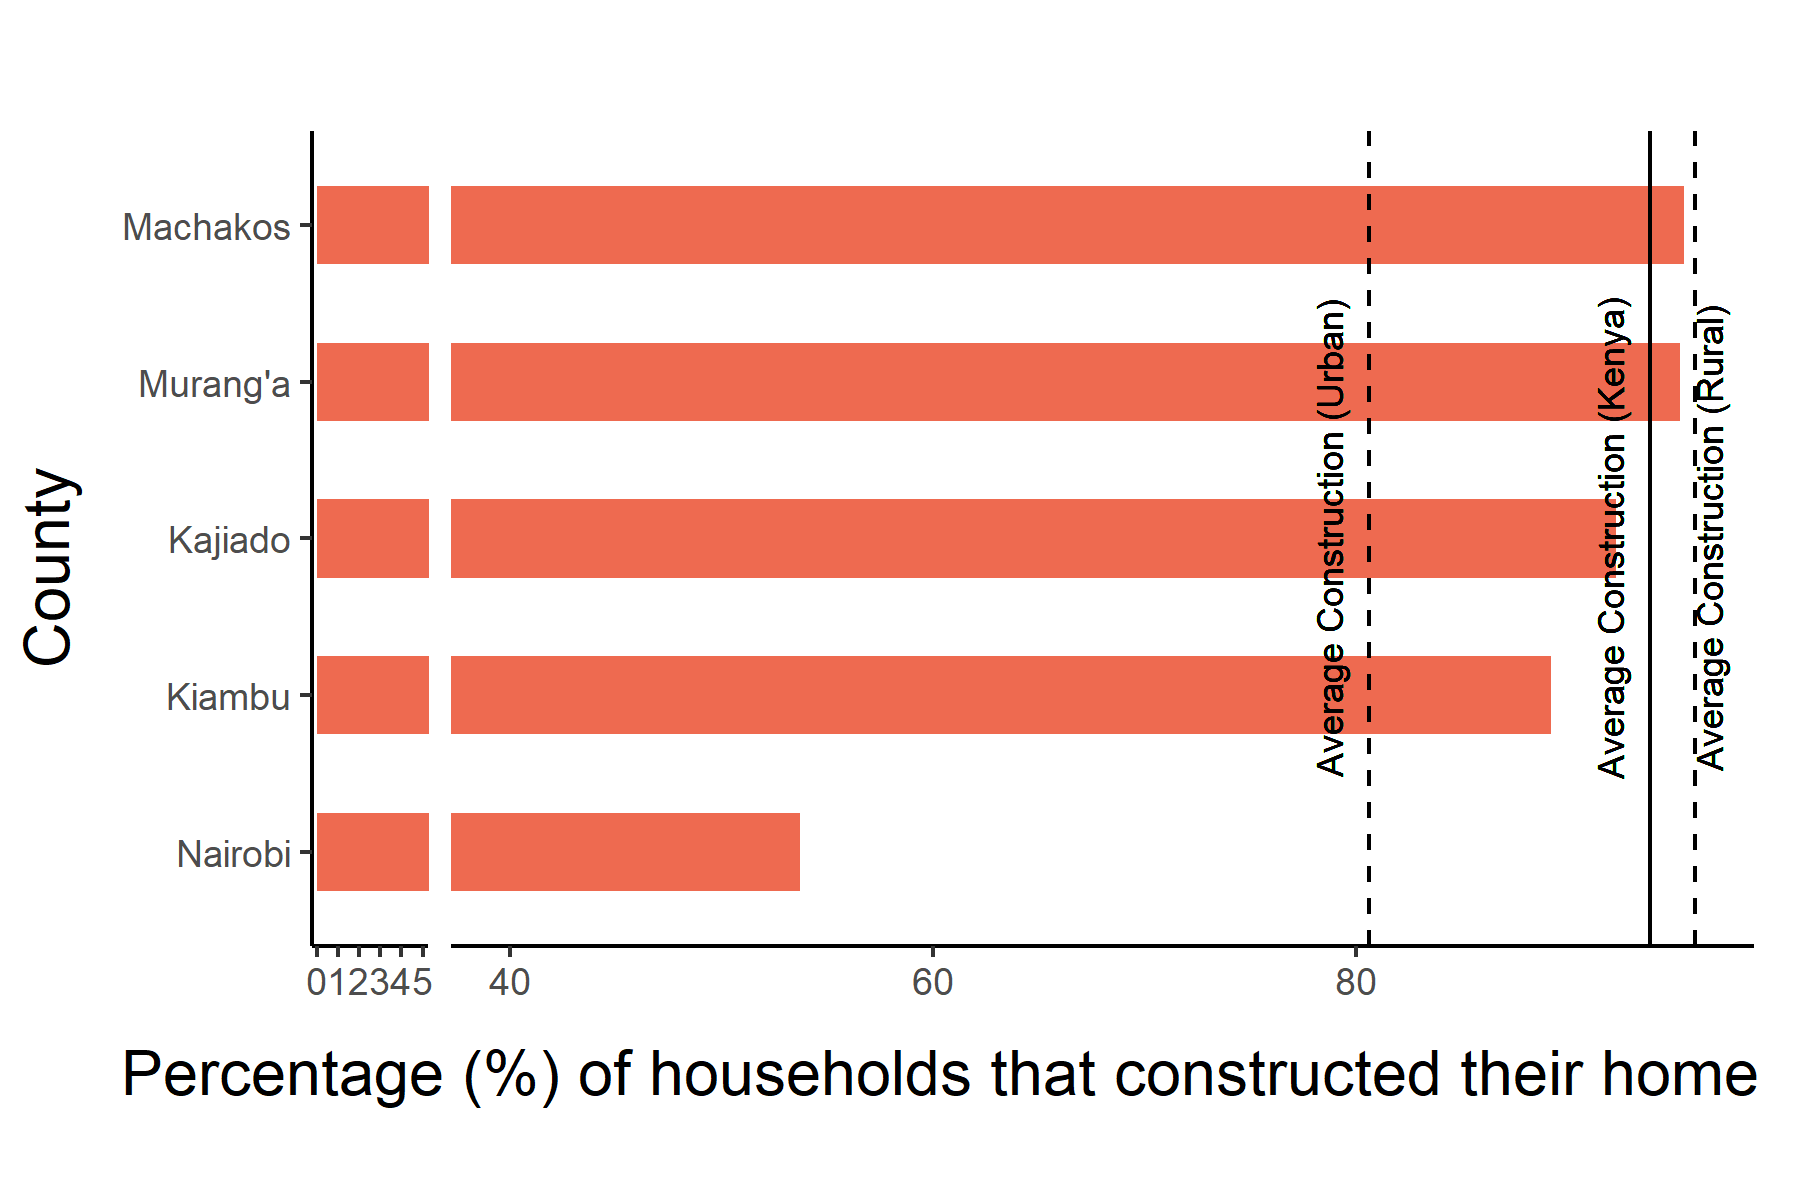 Machakos
Murang'a
Kajiado
Kiambu
Nairobi
County
Average Construction (Urban)
Average Construction (Kenya)
Average Construction (Rural)
0 1 2 3 4 5 40 60 80
Percentage (%) of households that constructed their home